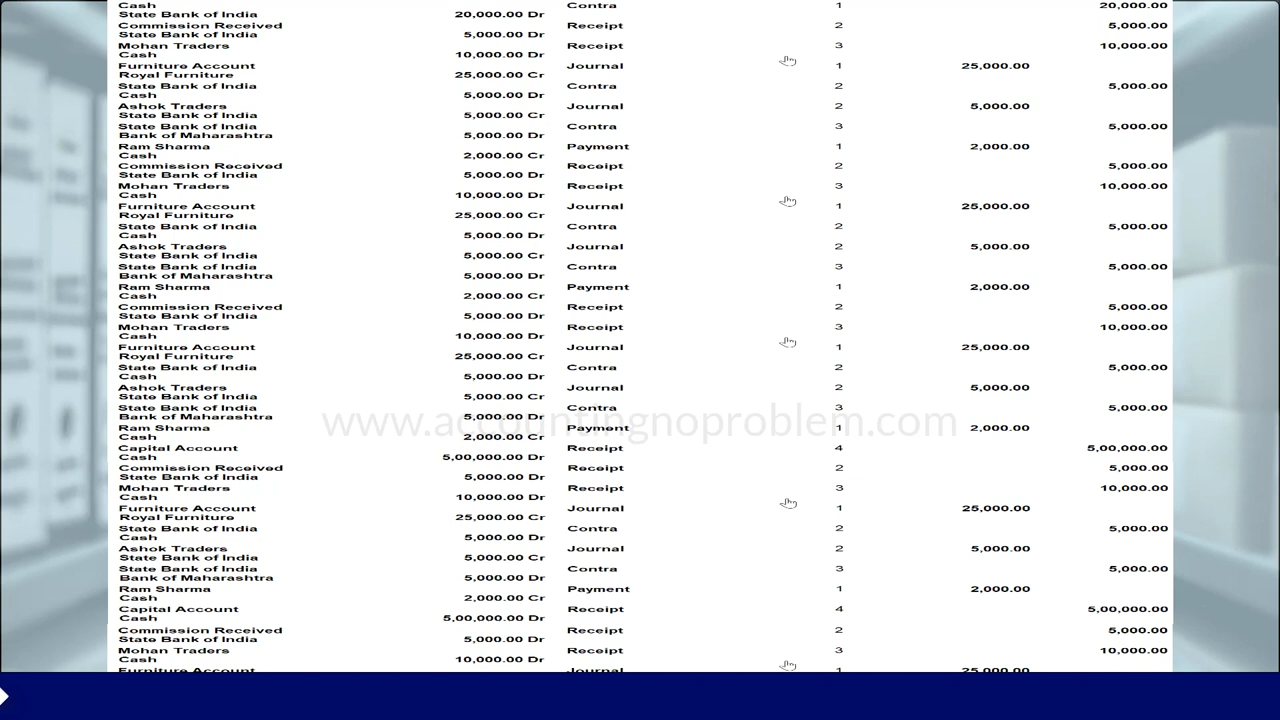 Cash Contra 1 20,000.00
State Bank of India 20,000.00 Dr
Commission Received Receipt 2 5,000.00
State Bank of India 5,000.00 Dr
Mohan Traders Receipt 3 10,000.00
Cash 10,000.00 Dr
Furniture Account Journal 1 25,000.00
Royal Furniture 25,000.00 Cr
State Bank of India Contra 2 5,000.00
Cash 5,000.00 Dr
Ashok Traders Journal 2 5,000.00
State Bank of India 5,000.00 Cr
State Bank of India Contra 3 5,000.00
Bank of Maharashtra 5,000.00 Dr
Ram Sharma Payment 1 2,000.00
Cash 2,000.00 Cr
Commission Received Receipt 2 5,000.00
State Bank of India 5,000.00 Dr
Mohan Traders Receipt 3 10,000.00
Cash 10,000.00 Dr
Furniture Account Journal 1 25,000.00
Royal Furniture 25,000.00 Cr
State Bank of India Contra 2 5,000.00
Cash 5,000.00 Dr
Ashok Traders Journal 2 5,000.00
State Bank of India 5,000.00 Cr
State Bank of India Contra 3 5,000.00
Bank of Maharashtra 5,000.00 Dr
Ram Sharma Payment 1 2,000.00
Cash 2,000.00 Cr
Commission Received Receipt 2 5,000.00
State Bank of India 5,000.00 Dr
Mohan Traders Receipt 3 10,000.00
Cash 10,000.00 Dr
Furniture Account Journal 1 25,000.00
Royal Furniture 25,000.00 Cr
State Bank of India Contra 2 5,000.00
Cash 5,000.00 Dr
Ashok Traders Journal 2 5,000.00
State Bank of India 5,000.00 Cr
State Bank of India Contra 3 5,000.00
Bank of Maharashtra 5,000.00 Dr
www.accountingnoproblem.com
Ram Sharma Payment 1 2,000.00
Cash 2,000.00 Cr
Capital Account Receipt 4 5,00,000.00
Cash 5,00,000.00 Dr
Commission Received Receipt 2 5,000.00
State Bank of India 5,000.00 Dr
Mohan Traders Receipt 3 10,000.00
Cash 10,000.00 Dr
Furniture Account Journal 1 25,000.00
Royal Furniture 25,000.00 Cr
State Bank of India Contra 2 5,000.00
Cash 5,000.00 Dr
Ashok Traders Journal 2 5,000.00
State Bank of India 5,000.00 Cr
State Bank of India Contra 3 5,000.00
Bank of Maharashtra 5,000.00 Dr
Ram Sharma Payment 1 2,000.00
Cash 2,000.00 Cr
Capital Account Receipt 4 5,00,000.00
Cash 5,00,000.00 Dr
Commission Received Receipt 2 5,000.00
State Bank of India 5,000.00 Dr
Mohan Traders Receipt 3 10,000.00
Cash 10,000.00 Dr
Furniture Account Journal 1 25,000.00